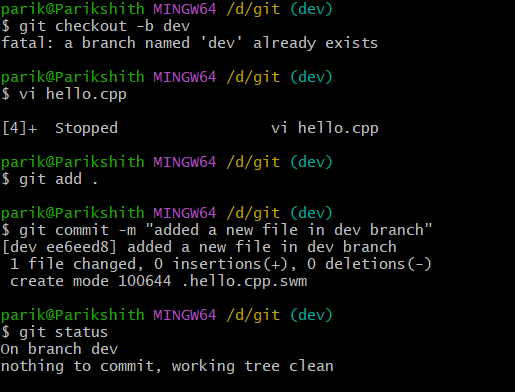 parik@Parikshith MINGW64 /d/git (dev)
$ git checkout -b dev
fatal: a branch named 'dev' already exists
parik@Parikshith MINGW64 /d/git (dev)
$ vi hello.cpp
[4]+  Stopped                 vi hello.cpp
parik@Parikshith MINGW64 /d/git (dev)
$ git add .
parik@Parikshith MINGW64 /d/git (dev)
$ git commit -m "added a new file in dev branch"
[dev ee6eed8] added a new file in dev branch
 1 file changed, 0 insertions(+), 0 deletions(-)
 create mode 100644 .hello.cpp.swm
parik@Parikshith MINGW64 /d/git (dev)
$ git status
On branch dev
nothing to commit, working tree clean